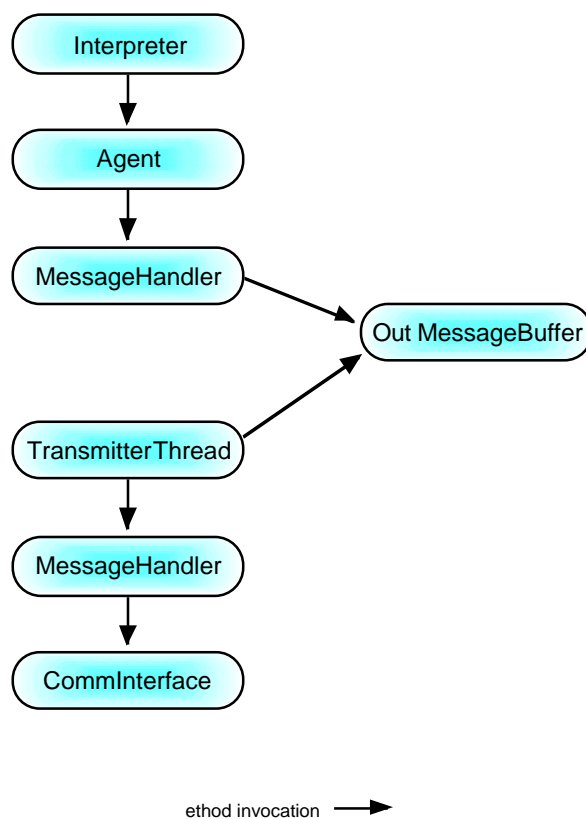 Interpreter
Agent
MessageHandler
Out MessageBuffer
TransmitterThread
MessageHandler
CommInterface
ethod invocation